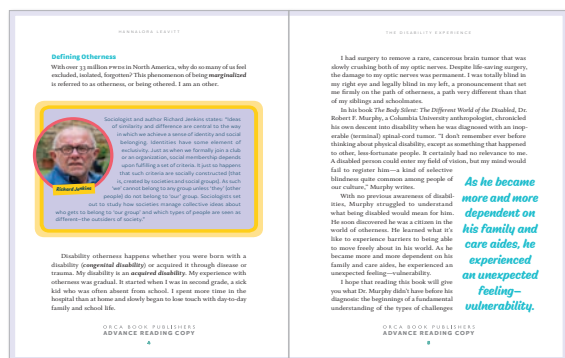 HANNALORA LEAVITT
Defining Otherness
With over 33 million PWDs in North America, why do so many of us feel
excluded, isolated, forgotten? This phenomenon of being marginalized
is referred to as otherness, or being othered. I am an other.
Sociologist and author Richard Jenkins states: "Ideas
of similarity and difference are central to the way
in which we achieve a sense of identity and social
belonging. Identities have some element of
exclusivity. Just as when we formally join a club
or an organization, social membership depends
upon fulfilling a set of criteria. It just so happens
that such criteria are socially constructed (that
is, created by societies and social groups). As such
'we' cannot belong to any group unless 'they' (other
people) do not belong to 'our' group. Sociologists set
out to study how societies manage collective ideas about
who gets to belong to 'our group' and which types of people are seen as
different—the outsiders of society."
Richard Jenkins
Disability otherness happens whether you were born with a
disability (congenital disability) or acquired it through disease or
trauma. My disability is an acquired disability. My experience with
otherness was gradual. It started when I was in second grade, a sick
kid who was often absent from school. I spent more time in the
hospital than at home and slowly began to lose touch with day-to-day
family and school life.
ORCA BOOK PUBLISHERS
ADVANCE READING COPY
THE DISABILITY EXPERIENCE
I had surgery to remove a rare, cancerous brain tumor that was
slowly crushing both of my optic nerves. Despite life-saving surgery,
the damage to my optic nerves was permanent. I was totally blind in
my right eye and legally blind in my left, a pronouncement that set
me firmly on the path of otherness, a path very different than that
of my siblings and schoolmates.
In his book The Body Silent: The Different World of the Disabled, Dr.
Robert F. Murphy, a Columbia University anthropologist, chronicled
his own descent into disability when he was diagnosed with an inop-
erable (terminal) spinal-cord tumor. "I don't remember ever before
thinking about physical disability, except as something that happened
to other, less-fortunate people. It certainly had no relevance to me.
A disabled person could enter my field of vision, but my mind would
fail to register him—a kind of selective
blindness quite common among people of
our culture," Murphy writes.
With no previous awareness of disabil-
ities, Murphy struggled to understand
what being disabled would mean for him.
He soon discovered he was a citizen in the
world of otherness. He learned what it's
like to experience barriers to being able
to move freely about in his world. As he
became more and more dependent on his
family and care aides, he experienced an
unexpected feeling—vulnerability.
I hope that reading this book will give
you what Dr. Murphy didn't have before his
diagnosis: the beginnings of a fundamental
understanding of the types of challenges
As he became
more and more
dependent on
his family and
care aides, he
experienced
an unexpected
feeling—
vulnerability.
ORCA BOOK PUBLISHERS
ADVANCE READING COPY